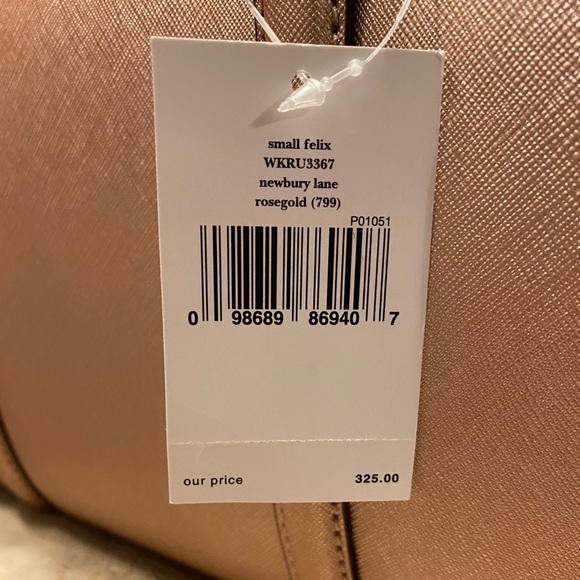 small felix
WKRU3367
newbury lane
rosegold (799)
P01051
0 98689 86940 7
our price 325.00